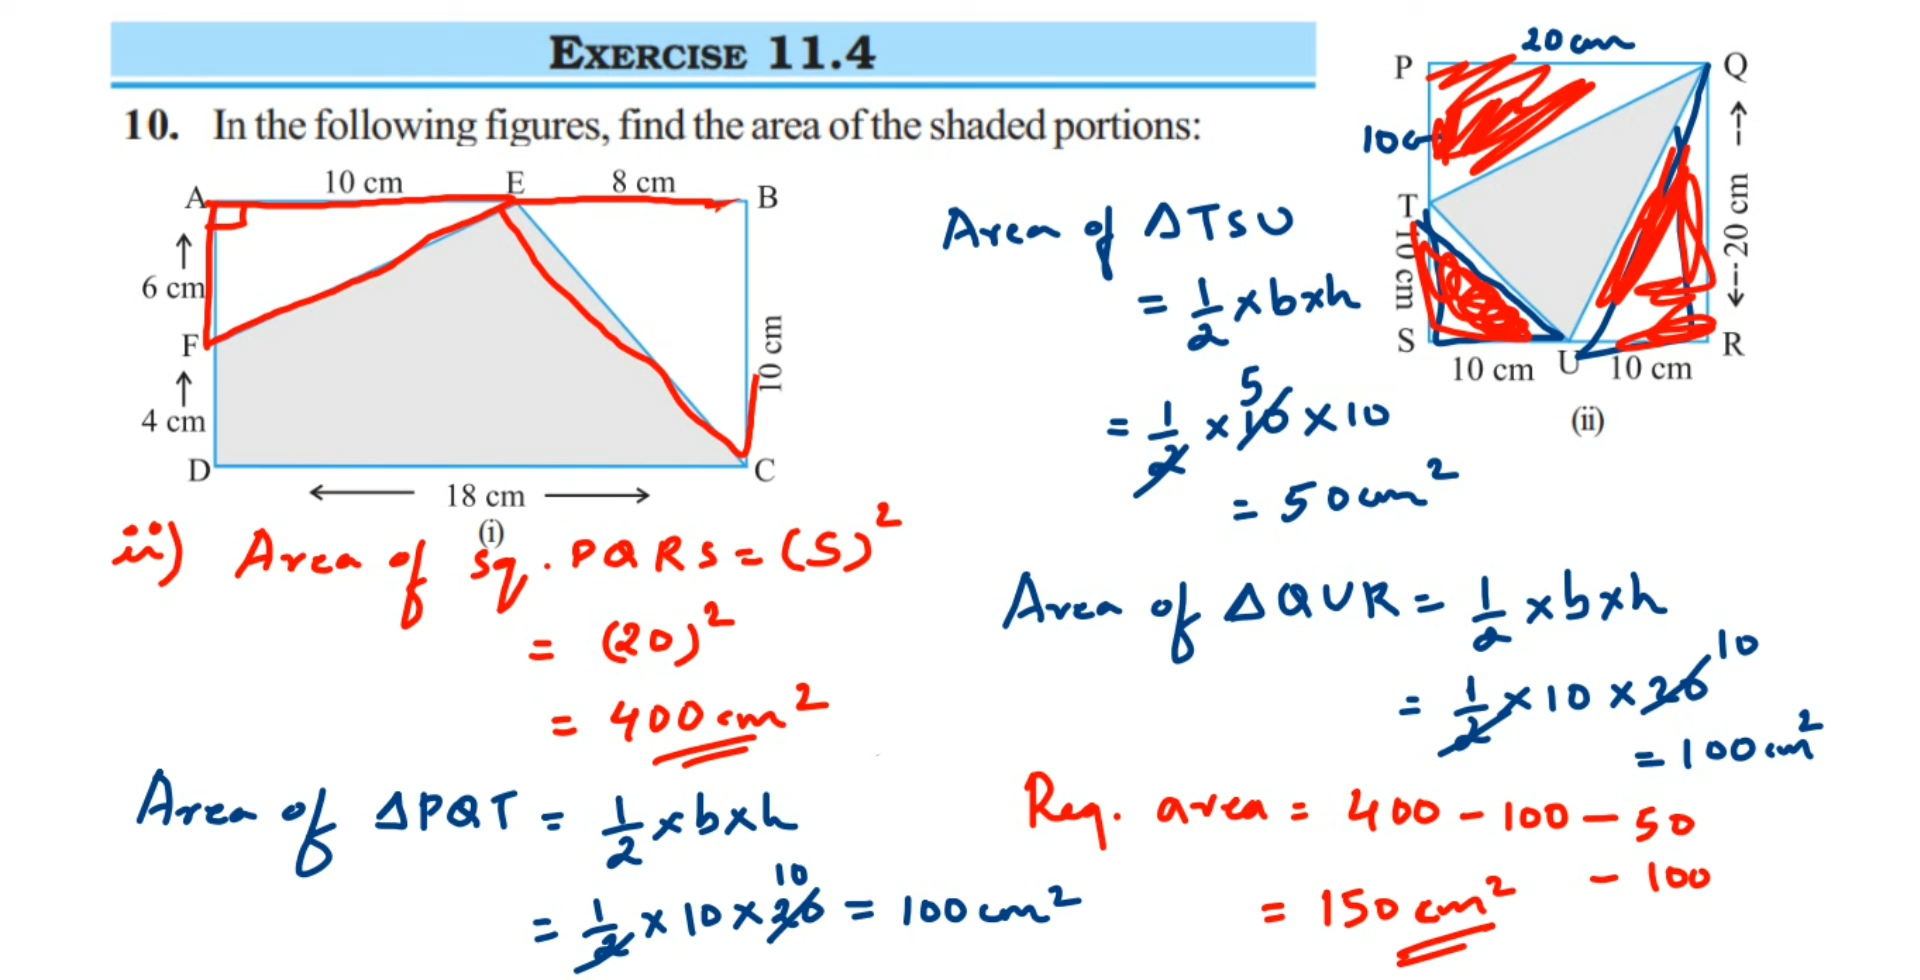 EXERCISE 11.4
10. In the following figures, find the area of the shaded portions:
A 10 cm E 8 cm B
6 cm
F
10 cm
4 cm
D C
18 cm
(i)
20 cm
P Q
T
10 cm
20 cm
S R
10 cm U 10 cm
(ii)
ii) Area of sq. PQRS = (S)²
= (20)²
= 400 cm²
Area of ΔPQT = 1/2 × b × h
= 1/2 × 10 × 20 10 = 100 cm²
Area of ΔTSU
= 1/2 × b × h
= 1/2 × 10 5 × 10
= 50 cm²
Area of ΔQUR = 1/2 × b × h
= 1/2 × 10 × 20 10
= 100 cm²
Req. area = 400 - 100 - 50
- 100
= 150 cm²